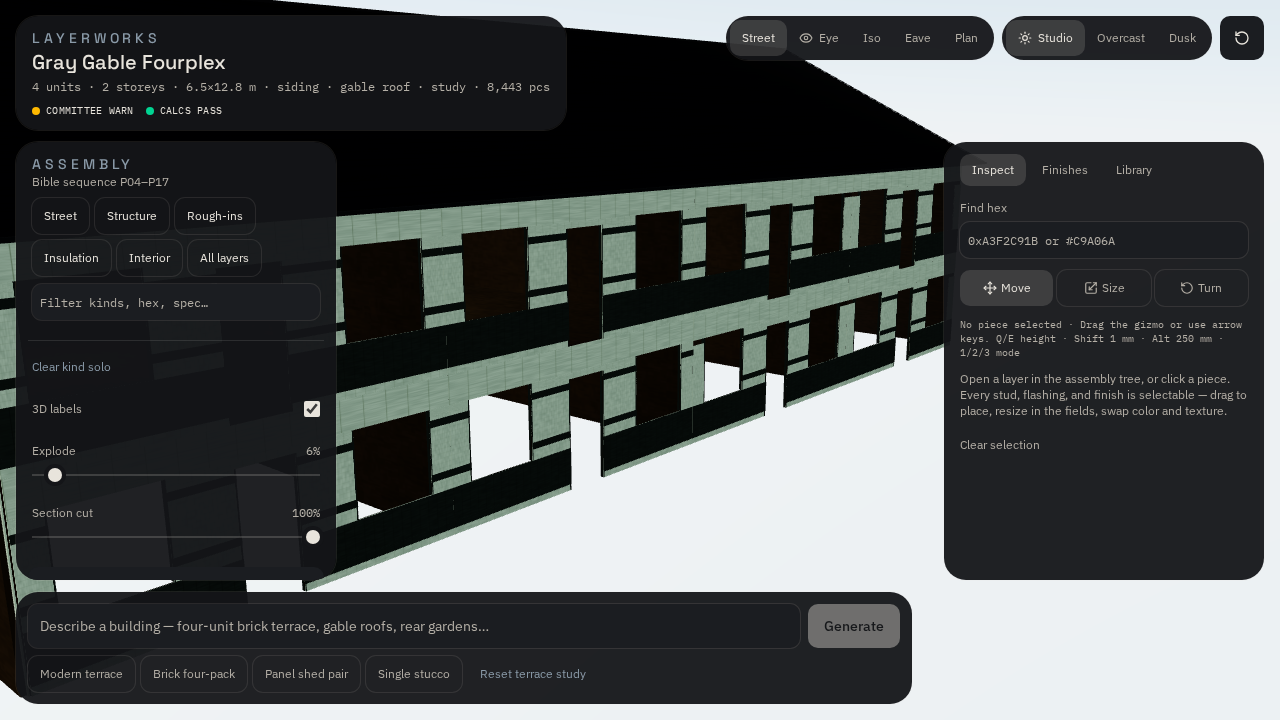 LAYERWORKS
Gray Gable Fourplex
4 units · 2 storeys · 6.5×12.8 m · siding · gable roof · study · 8,443 pcs
COMMITTEE WARN CALCS PASS
Street Eye Iso Eave Plan
Studio Overcast Dusk
ASSEMBLY
Bible sequence P04–P17
Street Structure Rough-ins
Insulation Interior All layers
Filter kinds, hex, spec…
Clear kind solo
3D labels
Explode 6%
Section cut 100%
Inspect Finishes Library
Find hex
0xA3F2C91B or #C9A06A
Move Size Turn
No piece selected · Drag the gizmo or use arrow
keys. Q/E height · Shift 1 mm · Alt 250 mm ·
1/2/3 mode
Open a layer in the assembly tree, or click a piece.
Every stud, flashing, and finish is selectable — drag to
place, resize in the fields, swap color and texture.
Clear selection
Describe a building — four-unit brick terrace, gable roofs, rear gardens…
Generate
Modern terrace Brick four-pack Panel shed pair Single stucco Reset terrace study